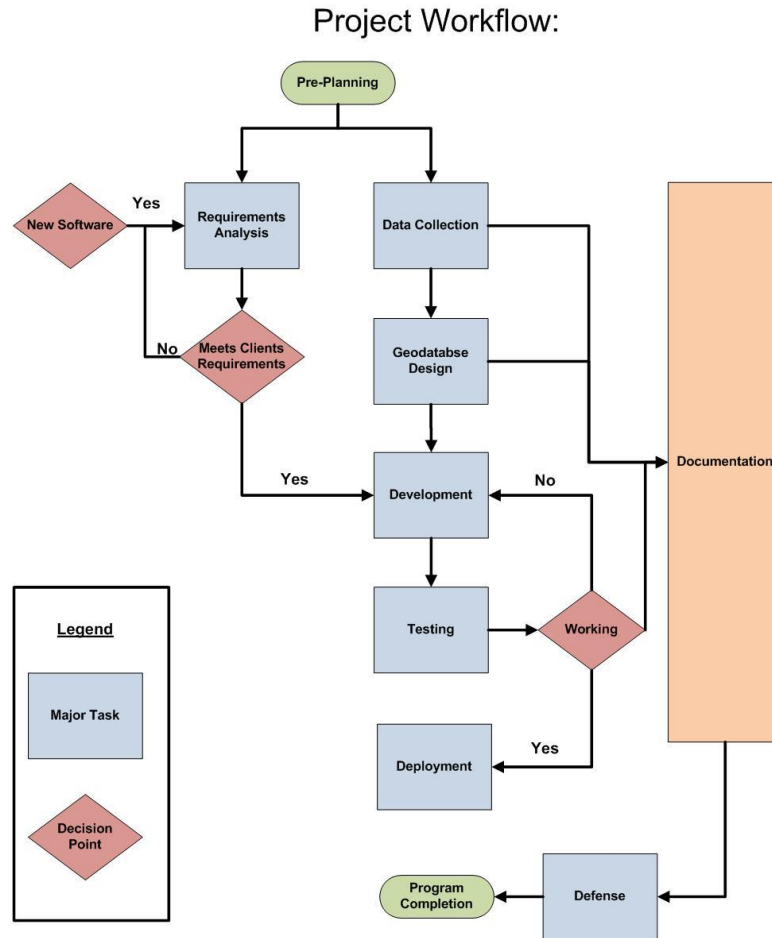 Project Workflow:
Pre-Planning
New Software
Yes
Requirements
Analysis
Data Collection
No
Meets Clients
Requirements
Geodatabse
Design
Documentation
Yes
Development
No
Testing
Working
Legend
Major Task
Deployment
Yes
Decision
Point
Program
Completion
Defense